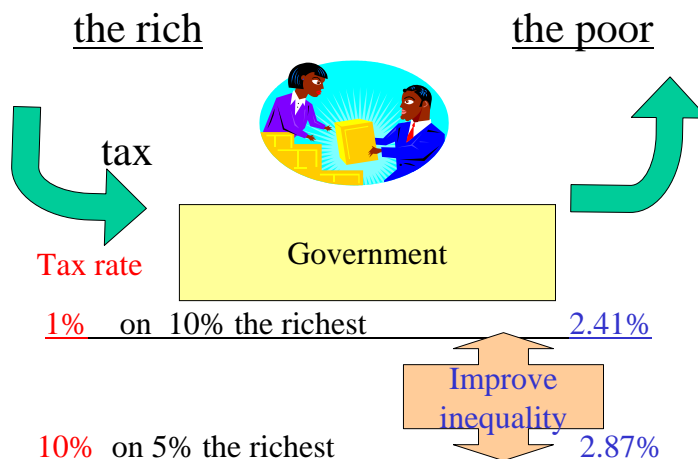 the rich the poor
tax
Government
Tax rate
1% on 10% the richest 2.41%
Improve
inequality
10% on 5% the richest 2.87%